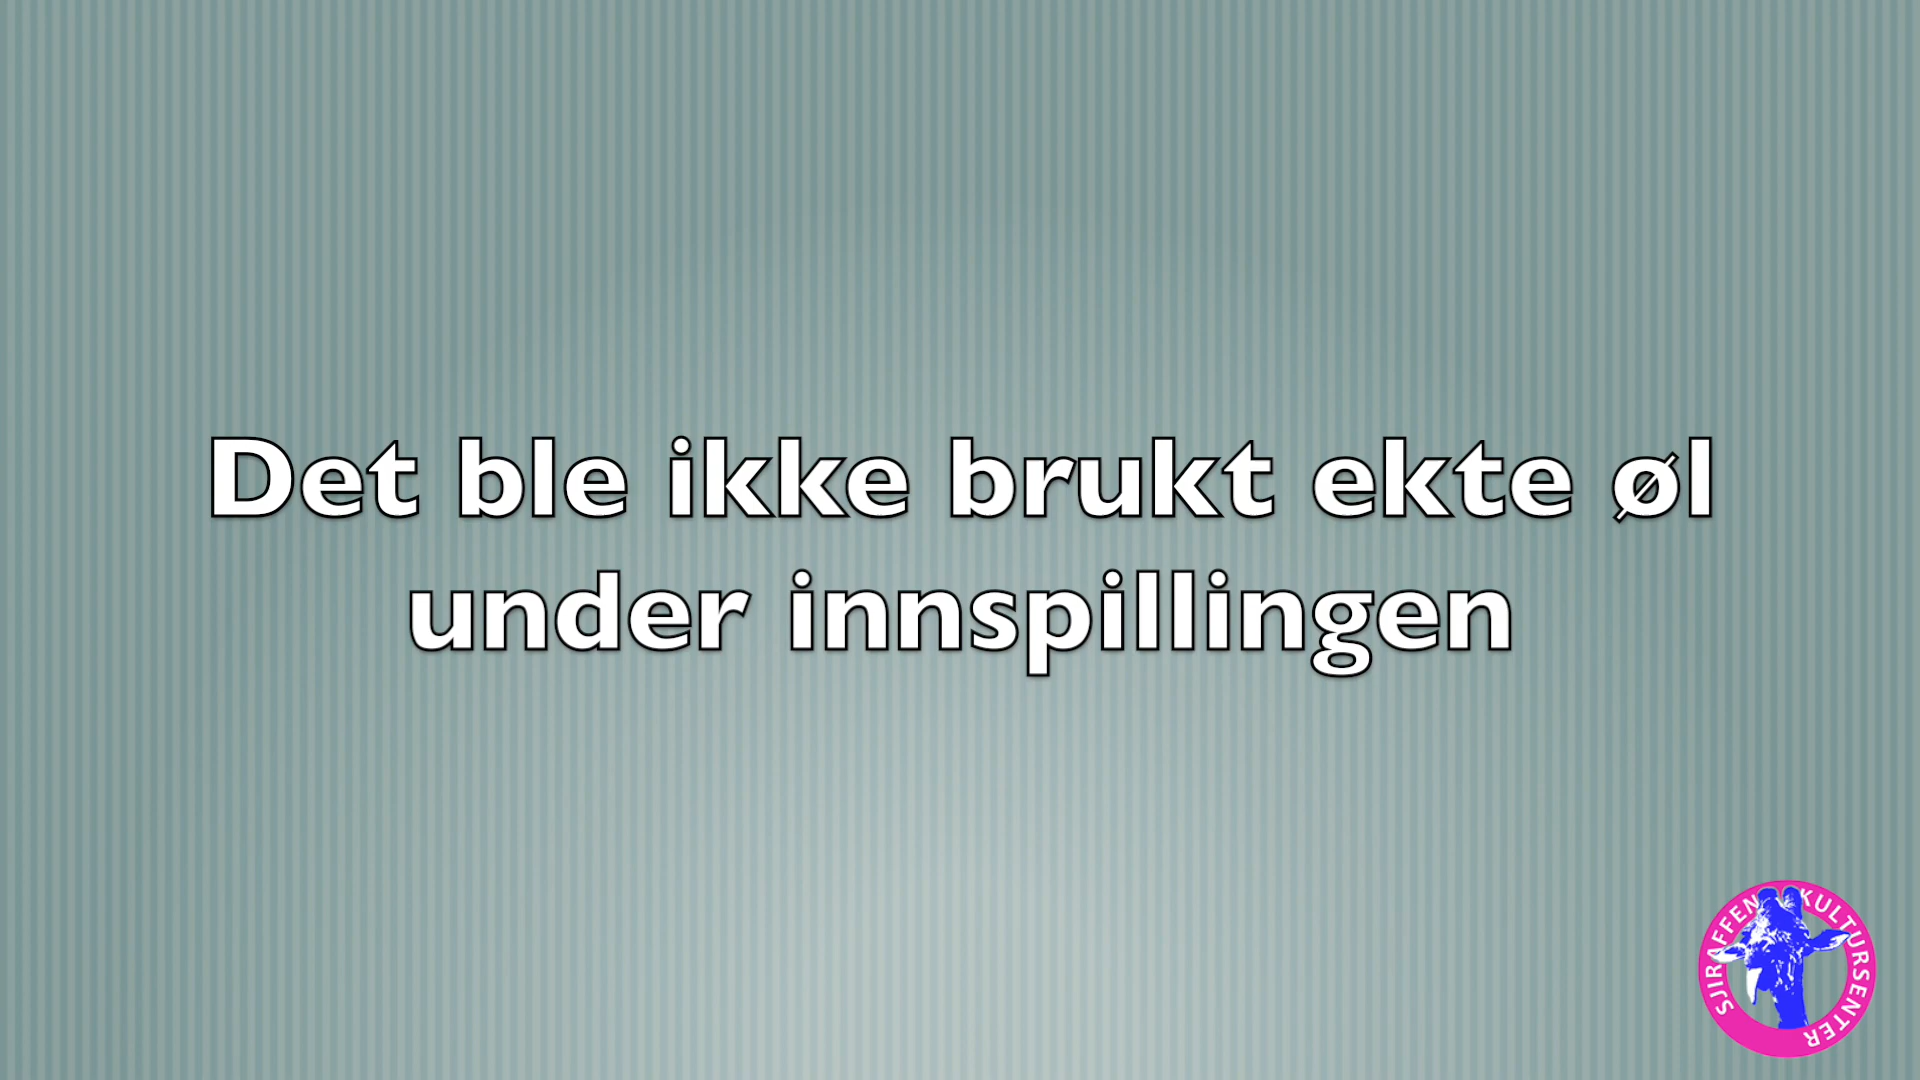 Det ble ikke brukt ekte øl
under innspillingen
SJIRAFFEN KULTURSENTER